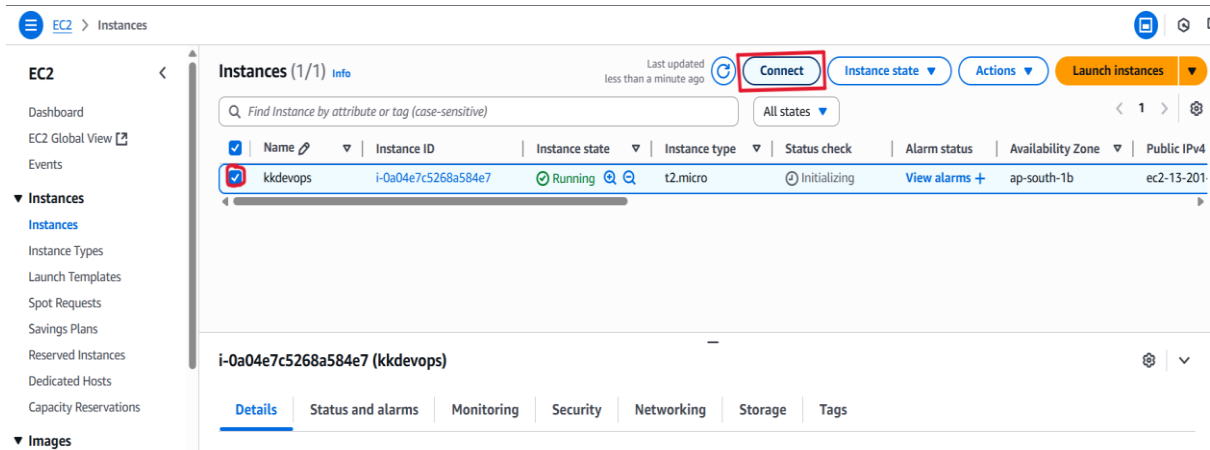 EC2 > Instances
EC2
Dashboard
EC2 Global View
Events
Instances
Instances
Instance Types
Launch Templates
Spot Requests
Savings Plans
Reserved Instances
Dedicated Hosts
Capacity Reservations
Images
Instances (1/1) Info
Last updated
less than a minute ago
Connect
Instance state
Actions
Launch instances
Find Instance by attribute or tag (case-sensitive)
All states
1
Name Instance ID Instance state Instance type Status check Alarm status Availability Zone Public IPv4
kkdevops i-0a04e7c5268a584e7 Running t2.micro Initializing View alarms + ap-south-1b ec2-13-201-
i-0a04e7c5268a584e7 (kkdevops)
Details Status and alarms Monitoring Security Networking Storage Tags